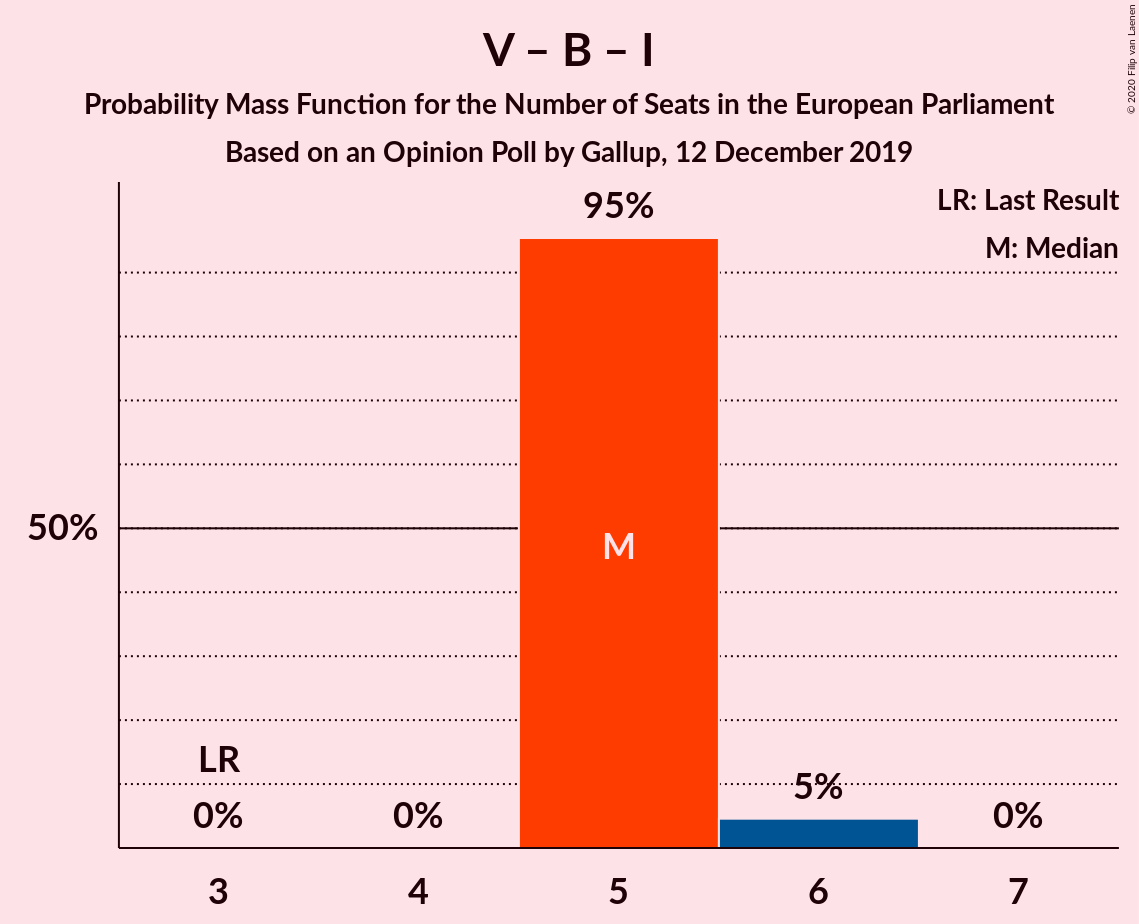 V – B – I
Probability Mass Function for the Number of Seats in the European Parliament
Based on an Opinion Poll by Gallup, 12 December 2019
© 2020 Filip van Laenen
LR: Last Result
M: Median
95%
50%
M
LR
0%
0%
5%
0%
3
4
5
6
7